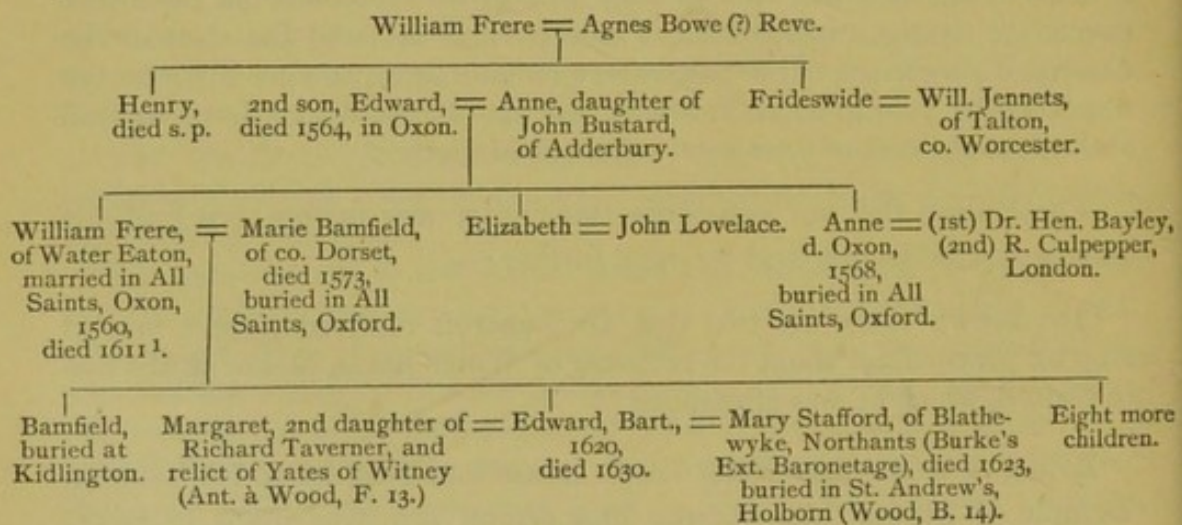 William Frere = Agnes Bowe (?) Reve.
Henry,
died s. p.
2nd son, Edward, =
died 1564, in Oxon.
Anne, daughter of
John Bustard,
of Adderbury.
Frideswide = Will. Jennets,
of Talton,
co. Worcester.
William Frere, =
of Water Eaton,
married in All
Saints, Oxon,
1560,
died 1611 ¹.
Marie Bamfield,
of co. Dorset,
died 1573,
buried in All
Saints, Oxford.
Elizabeth = John Lovelace.
Anne =
d. Oxon,
1568,
buried in All
Saints, Oxford.
(1st) Dr. Hen. Bayley,
(2nd) R. Culpepper,
London.
Bamfield,
buried at
Kidlington.
Margaret, 2nd daughter of =
Richard Taverner, and
relict of Yates of Witney
(Ant. à Wood, F. 13.)
Edward, Bart., =
1620,
died 1630.
Mary Stafford, of Blathe-
wyke, Northants (Burke's
Ext. Baronetage), died 1623,
buried in St. Andrew's,
Holborn (Wood, B. 14).
Eight more
children.